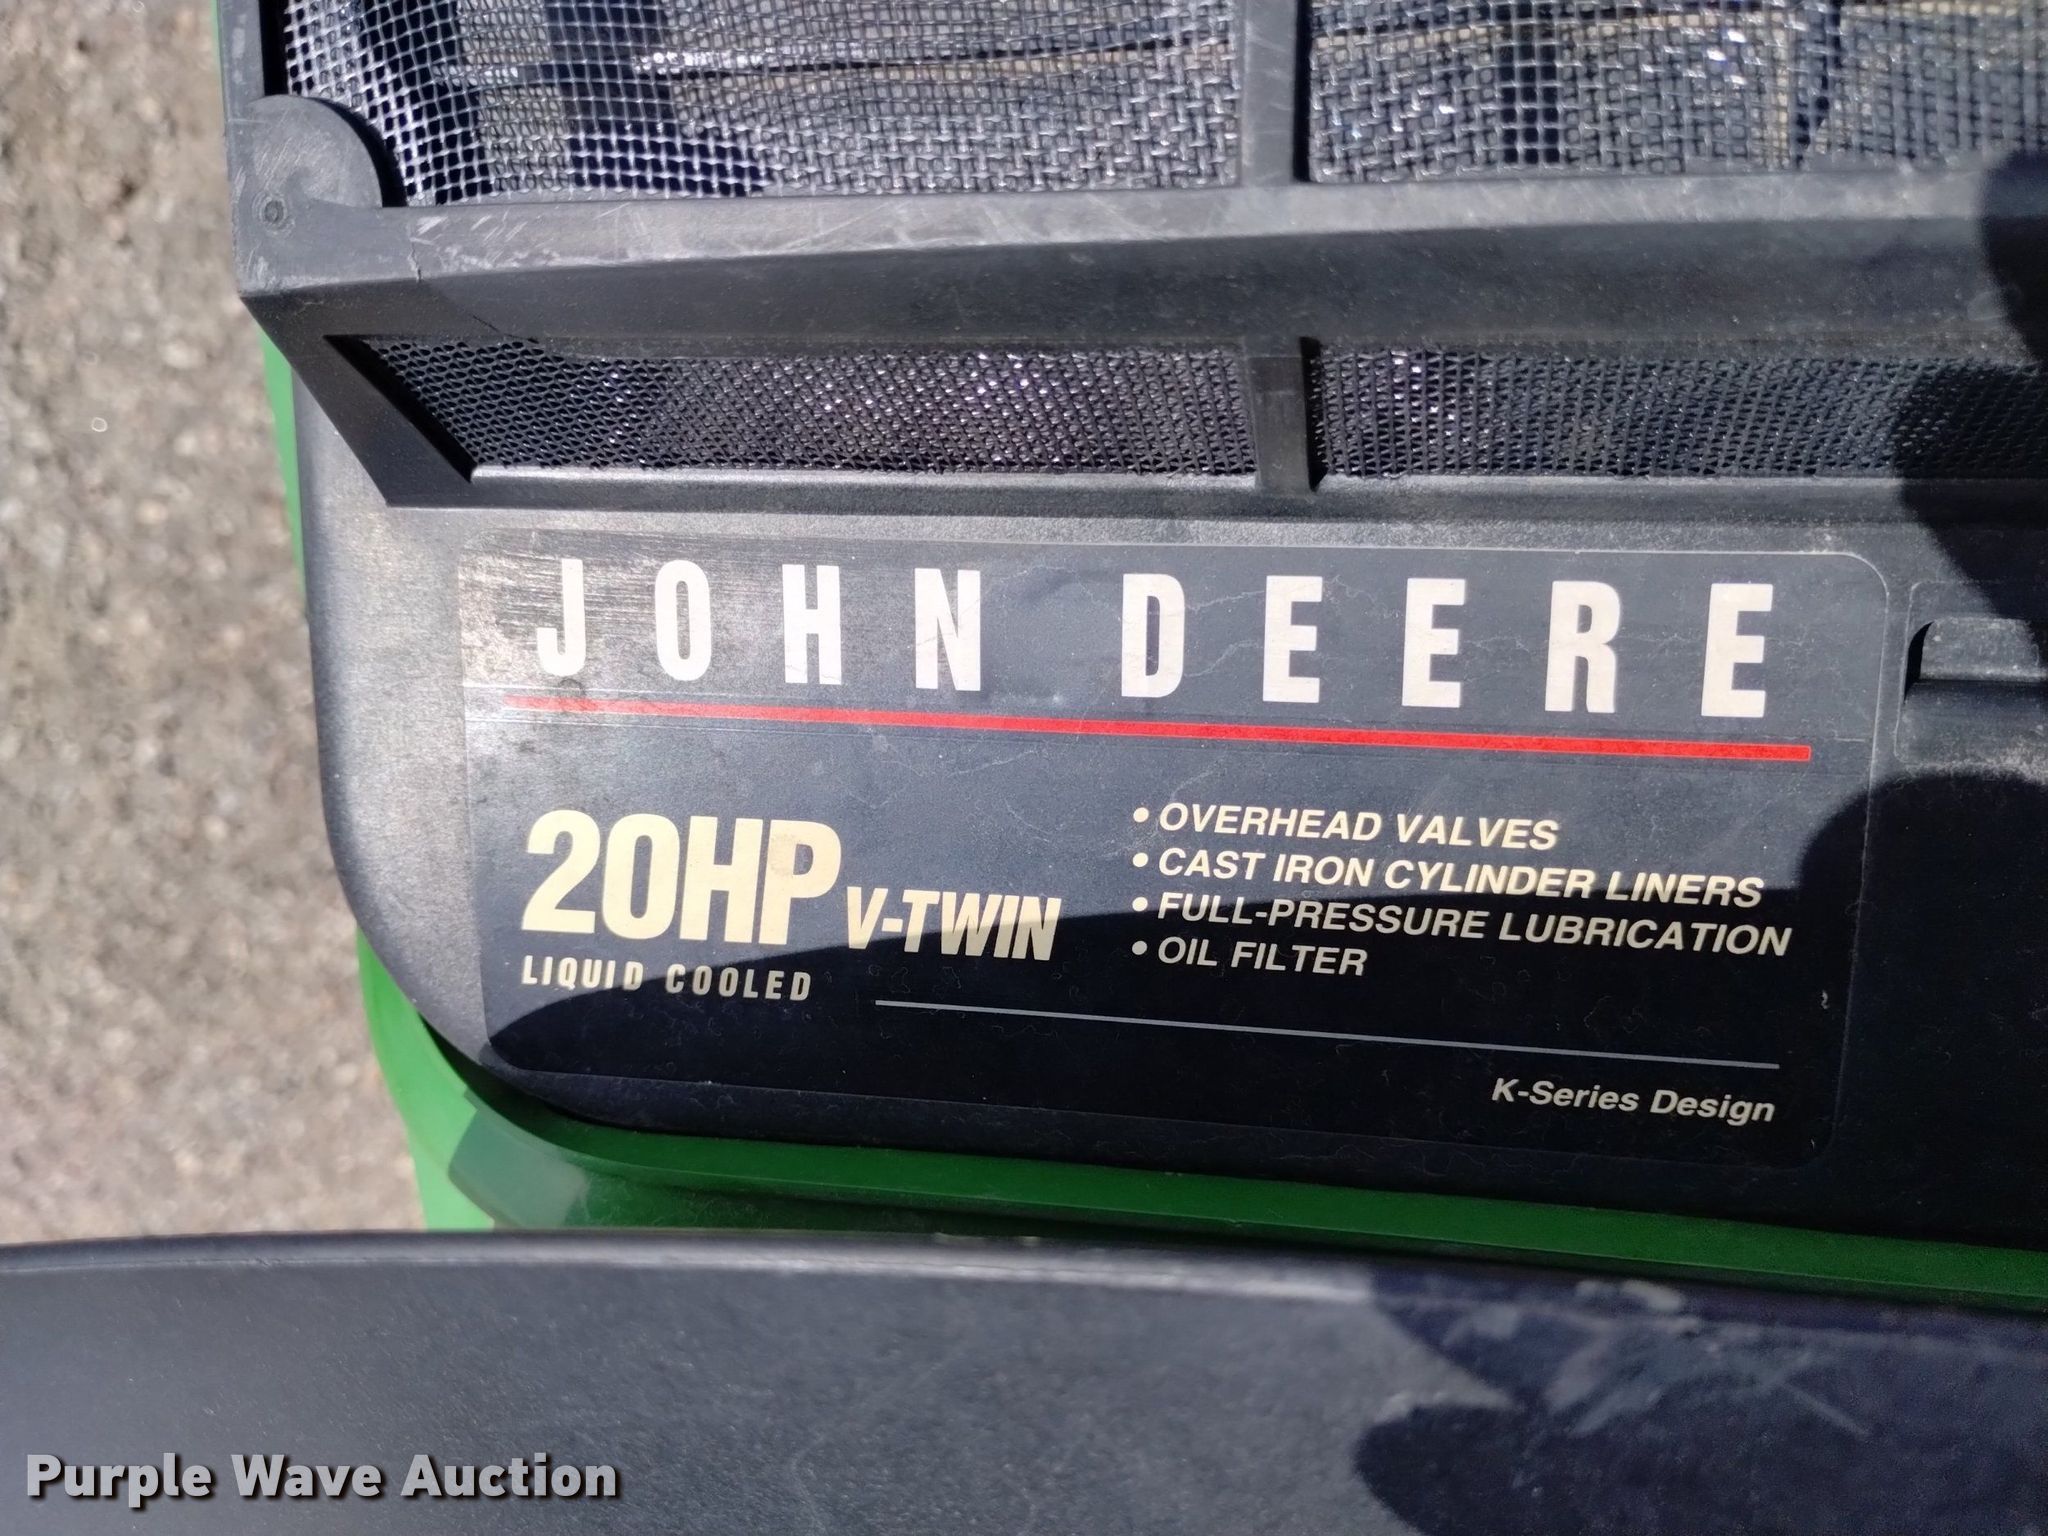 JOHN DEERE
20HP V-TWIN
LIQUID COOLED
• OVERHEAD VALVES
• CAST IRON CYLINDER LINERS
• FULL-PRESSURE LUBRICATION
• OIL FILTER
K-Series Design
Purple Wave Auction